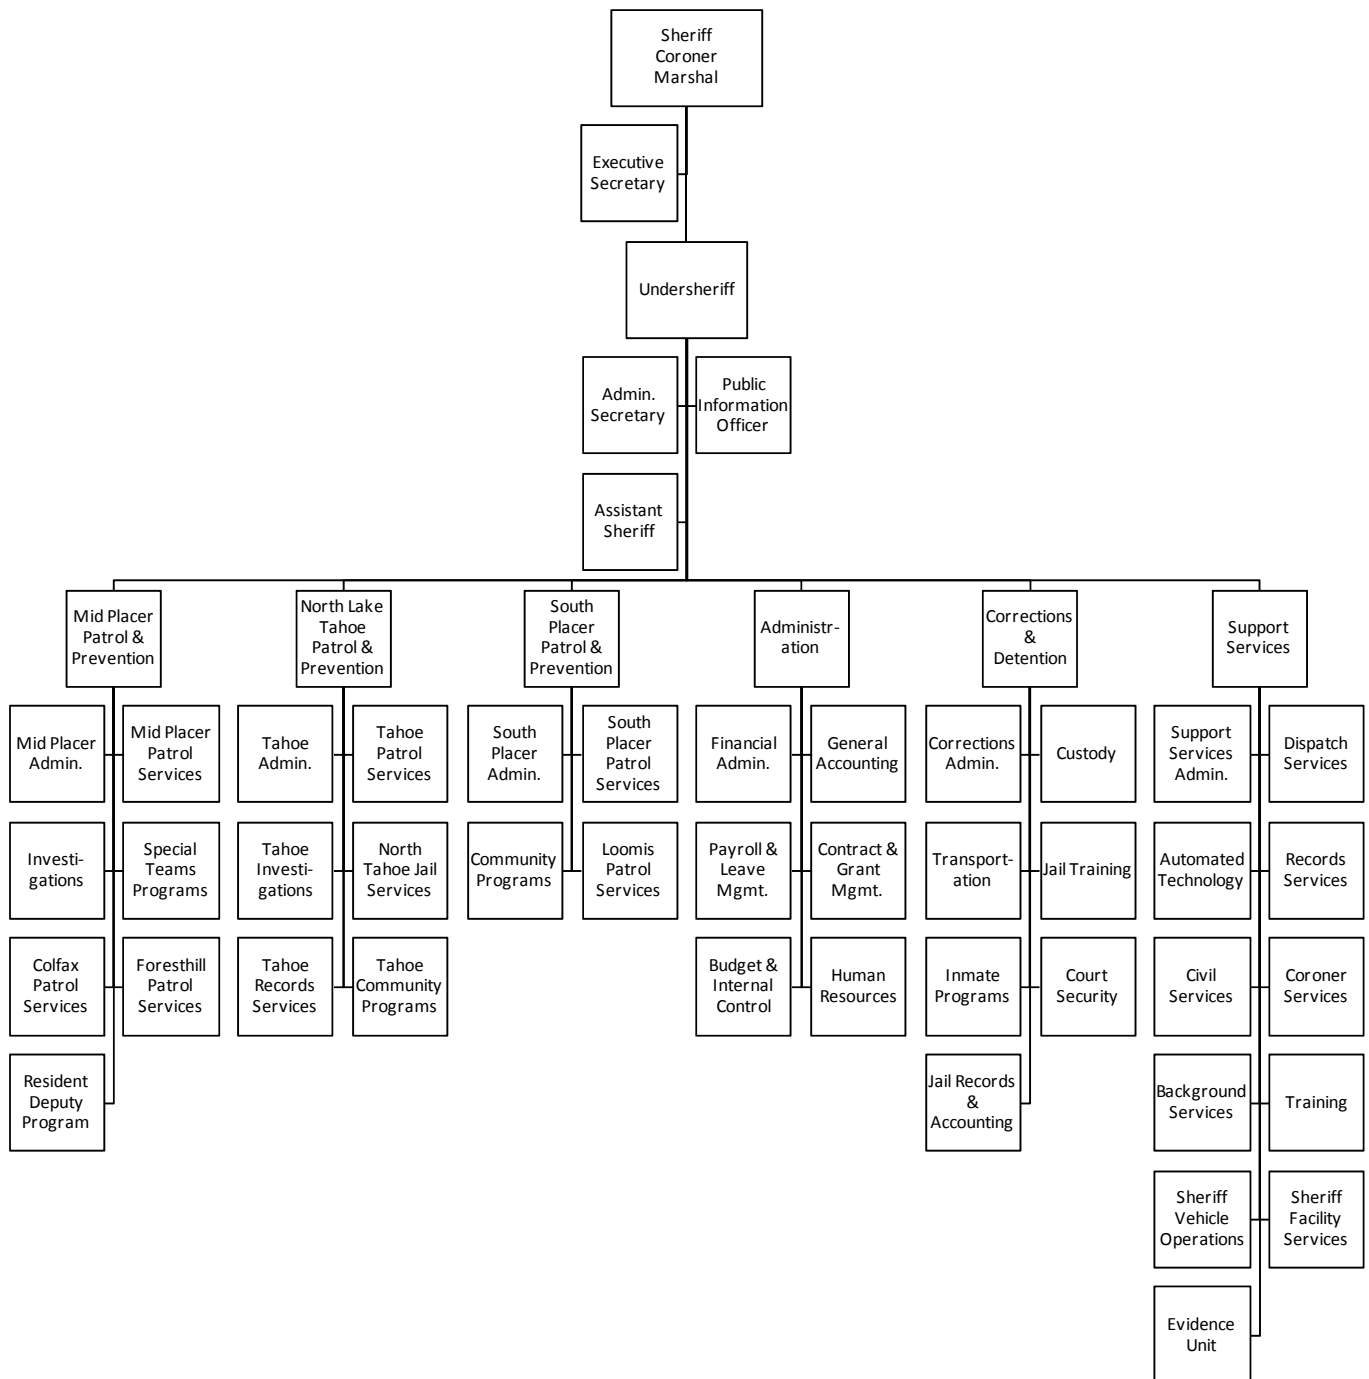 Sheriff
Coroner
Marshal
Executive
Secretary
Undersheriff
Admin.
Secretary
Public
Information
Officer
Assistant
Sheriff
Mid Placer
Patrol &
Prevention
North Lake
Tahoe
Patrol &
Prevention
South
Placer
Patrol &
Prevention
Administr-
ation
Corrections
&
Detention
Support
Services
Mid Placer
Admin.
Mid Placer
Patrol
Services
Tahoe
Admin.
Tahoe
Patrol
Services
South
Placer
Admin.
South
Placer
Patrol
Services
Financial
Admin.
General
Accounting
Corrections
Admin.
Custody
Support
Services
Admin.
Dispatch
Services
Investi-
gations
Special
Teams
Programs
Tahoe
Investi-
gations
North
Tahoe Jail
Services
Community
Programs
Loomis
Patrol
Services
Payroll &
Leave
Mgmt.
Contract &
Grant
Mgmt.
Transport-
ation
Jail Training
Automated
Technology
Records
Services
Colfax
Patrol
Services
Foresthill
Patrol
Services
Tahoe
Records
Services
Tahoe
Community
Programs
Budget &
Internal
Control
Human
Resources
Inmate
Programs
Court
Security
Civil
Services
Coroner
Services
Resident
Deputy
Program
Jail Records
&
Accounting
Background
Services
Training
Sheriff
Vehicle
Operations
Sheriff
Facility
Services
Evidence
Unit